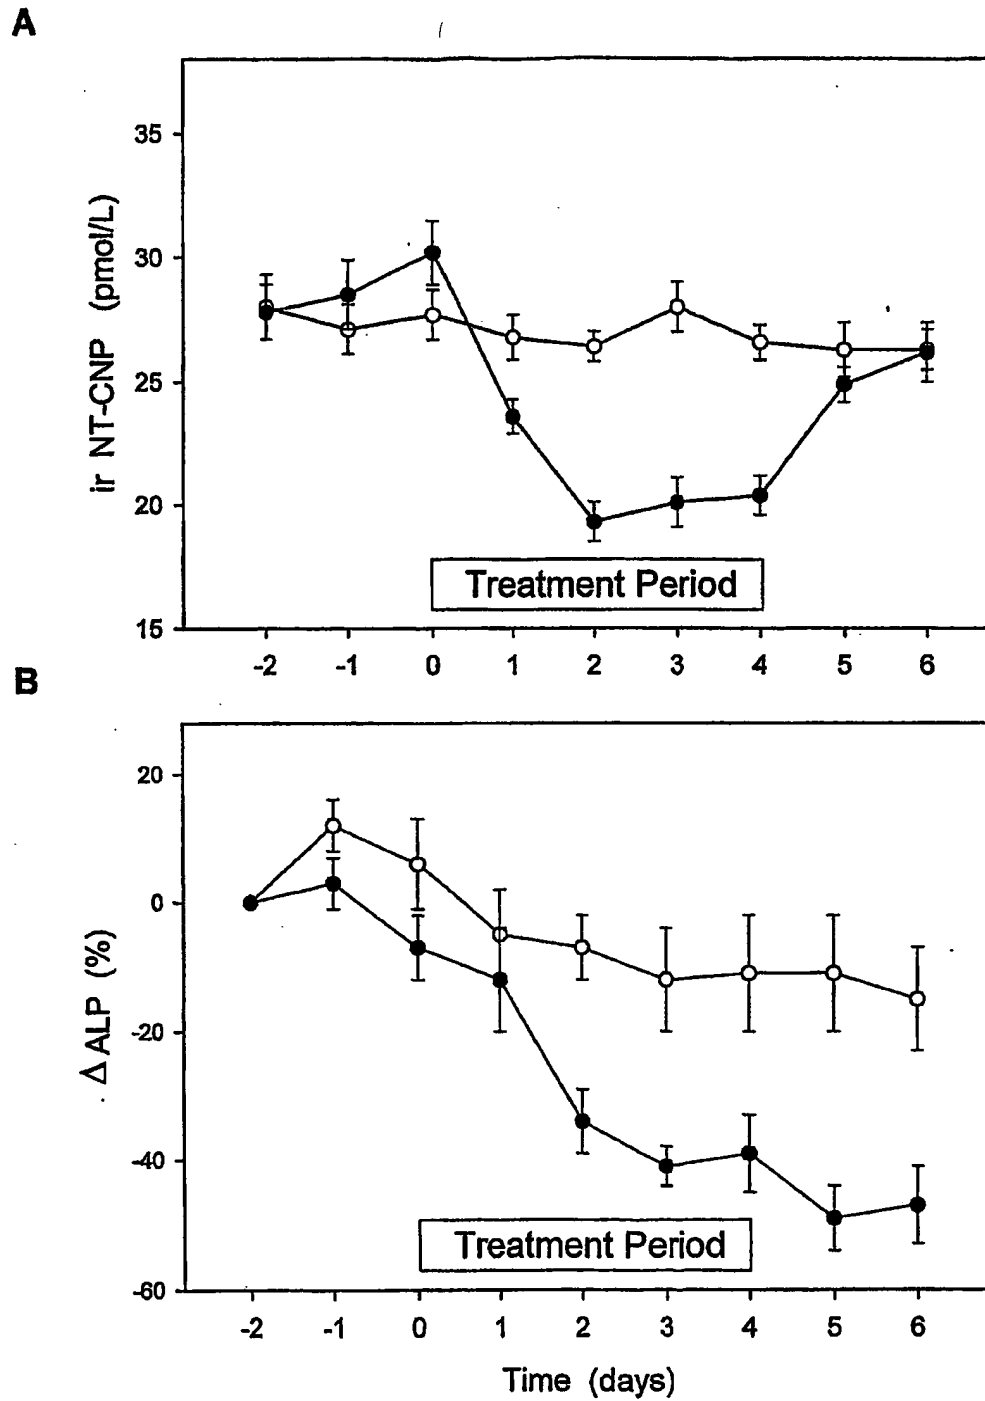 A
35
30
25
20
15
ir NT-CNP (pmol/L)
Treatment Period
-2 -1 0 1 2 3 4 5 6
B
20
0
-20
-40
-60
Δ ALP (%)
Treatment Period
-2 -1 0 1 2 3 4 5 6
Time (days)